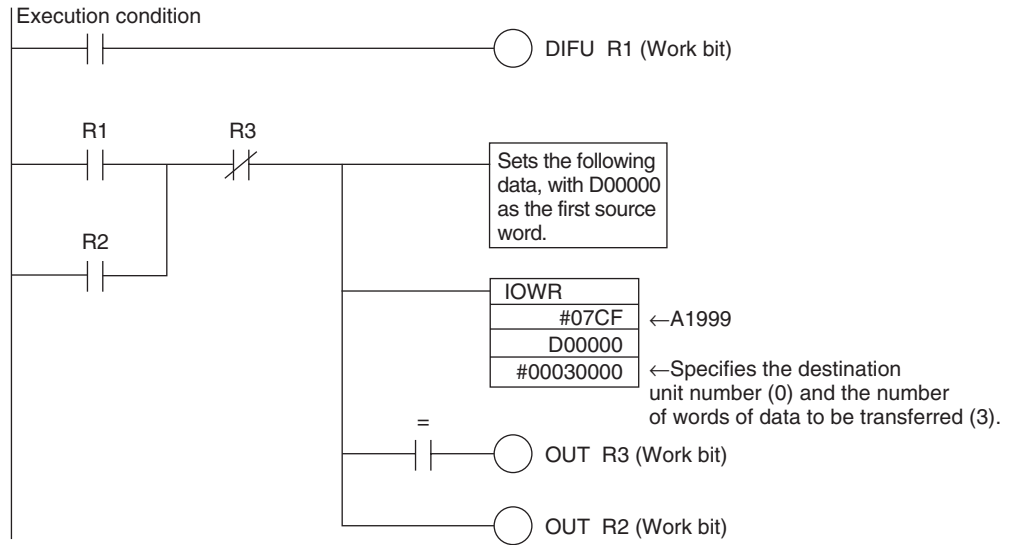 Execution condition
DIFU R1 (Work bit)
R1
R3
Sets the following
data, with D00000
as the first source
word.
R2
IOWR
#07CF
←A1999
D00000
#00030000
←Specifies the destination
unit number (0) and the number
of words of data to be transferred (3).
=
OUT R3 (Work bit)
OUT R2 (Work bit)